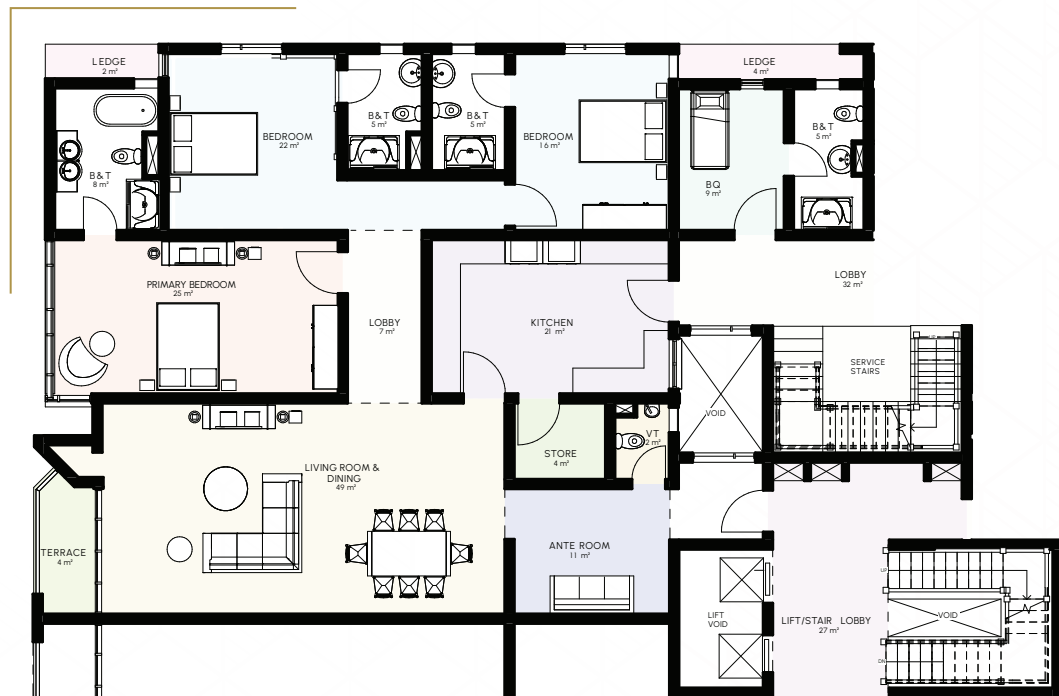 LEDGE
2 m²
LEDGE
4 m²
B&T
8 m²
BEDROOM
22 m²
B&T
5 m²
B&T
5 m²
BEDROOM
16 m²
BQ
9 m²
B&T
5 m²
PRIMARY BEDROOM
25 m²
LOBBY
7 m²
KITCHEN
21 m²
LOBBY
32 m²
VOID
SERVICE
STAIRS
UP
LIVING ROOM &
DINING
49 m²
STORE
4 m²
VT
2 m²
TERRACE
4 m²
ANTE ROOM
11 m²
LIFT
VOID
LIFT/STAIR LOBBY
27 m²
UP
VOID
DN